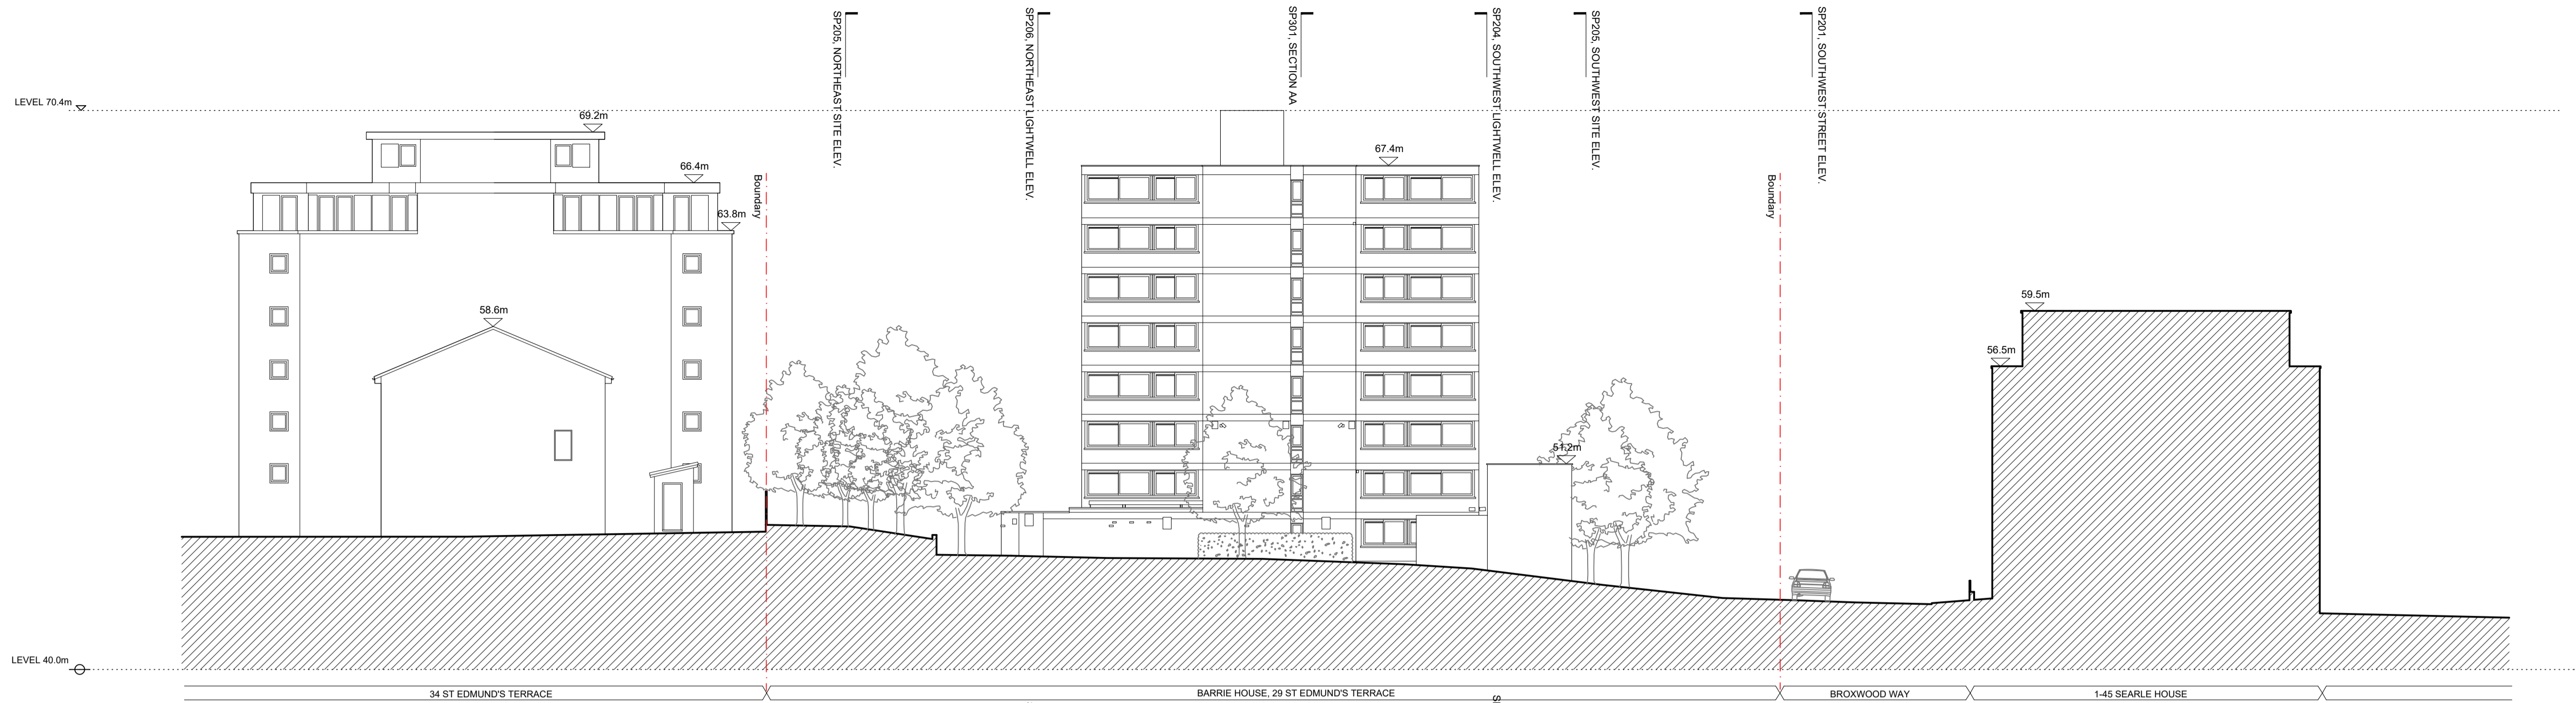 SP205, NORTHEAST SITE ELEV.
SP206, NORTHEAST LIGHTWELL ELEV.
SP301, SECTION AA
SP204, SOUTHWEST LIGHTWELL ELEV.
SP205, SOUTHWEST SITE ELEV.
SP201, SOUTHWEST STREET ELEV.
LEVEL 70.4m
69.2m
67.4m
66.4m
Boundary
Boundary
63.8m
59.5m
58.6m
56.5m
51.2m
LEVEL 40.0m
34 ST EDMUND'S TERRACE
BARRIE HOUSE, 29 ST EDMUND'S TERRACE
BROXWOOD WAY
1-45 SEARLE HOUSE